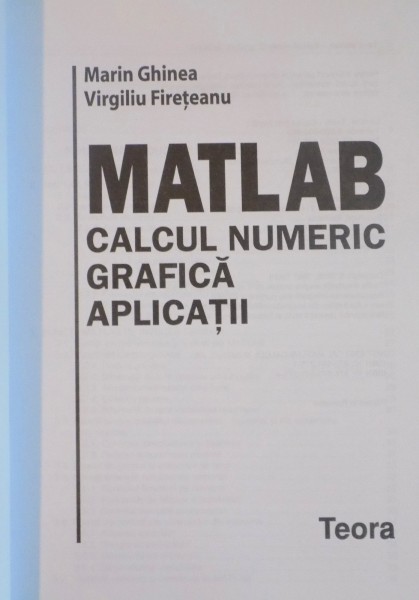 Marin Ghinea
Virgiliu Firețeanu
MATLAB
CALCUL NUMERIC
GRAFICĂ
APLICAȚII
Teora